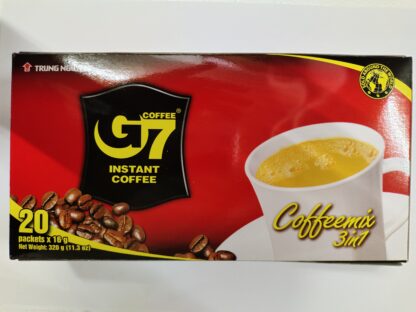 TRUNG NGUYÊN
COFFEE
G7
®
INSTANT
COFFEE
20
packets x 16 g
Net Weight: 320 g (11.3 oz)
Coffeemix
3in1